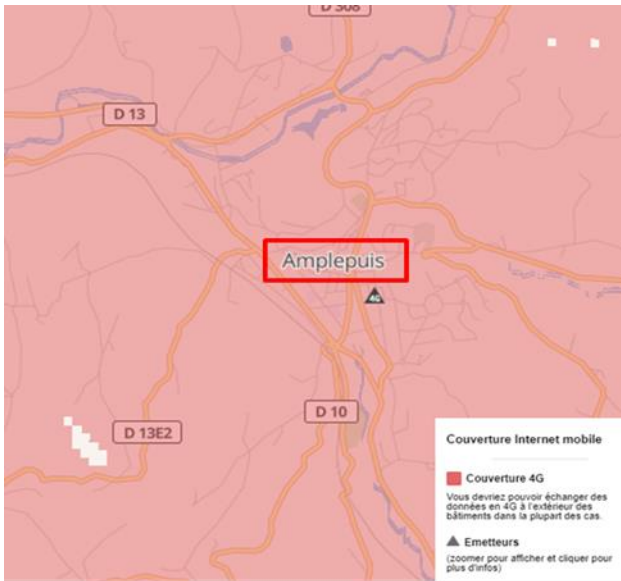 D 308
D 13
Amplepuis
4G
D 10
D 13E2
Couverture Internet mobile
Couverture 4G
Vous devriez pouvoir échanger des
données en 4G à l'extérieur des
bâtiments dans la plupart des cas.
Emetteurs
(zoomer pour afficher et cliquer pour
plus d'infos)